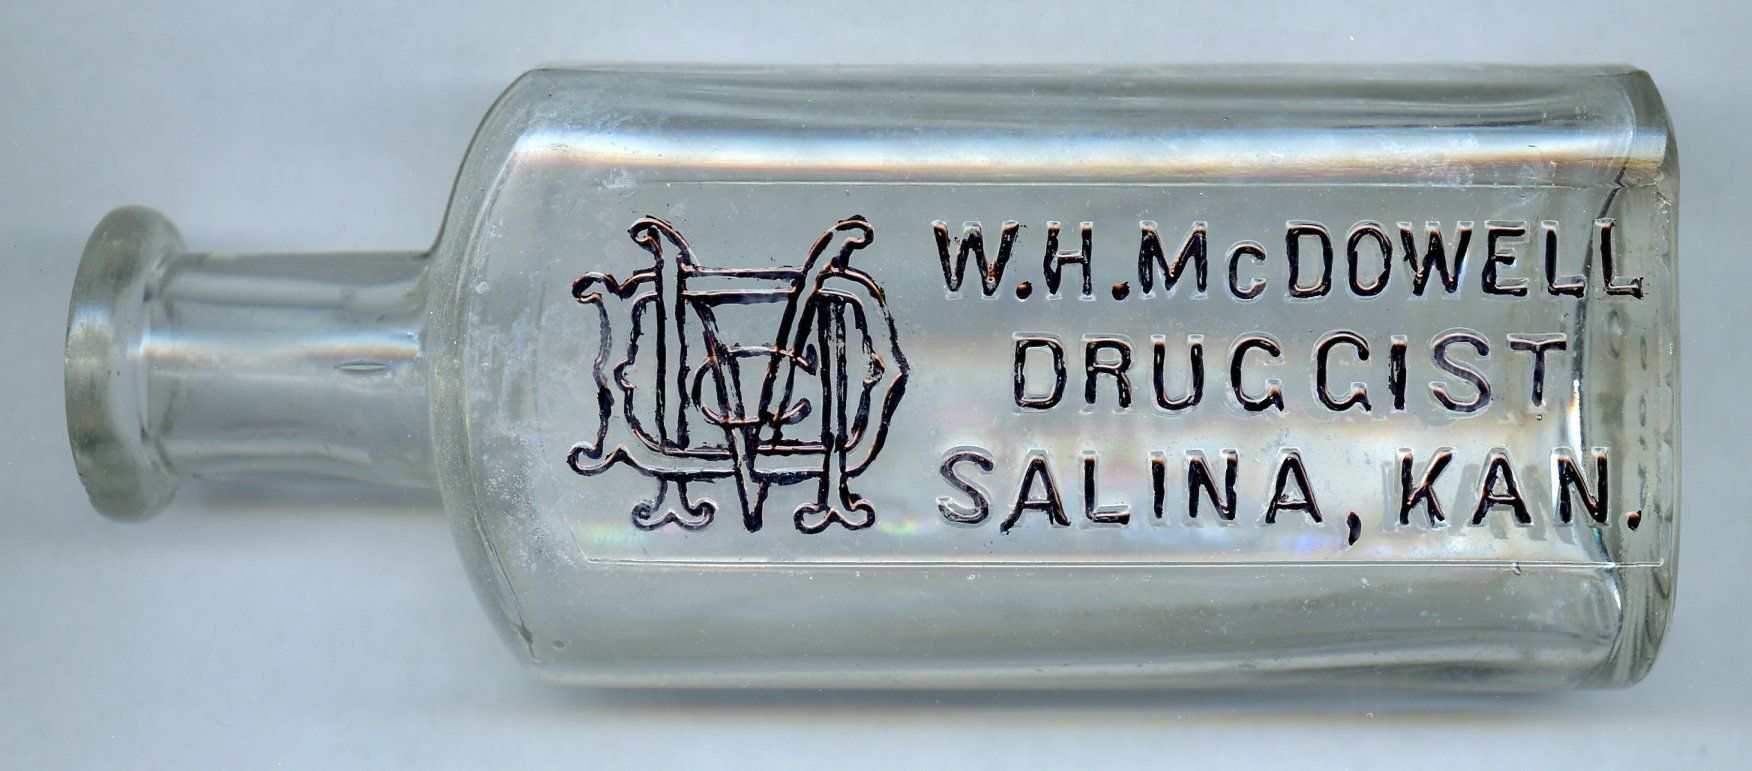 W.H.McDOWELL
DRUGGIST
SALINA, KAN.